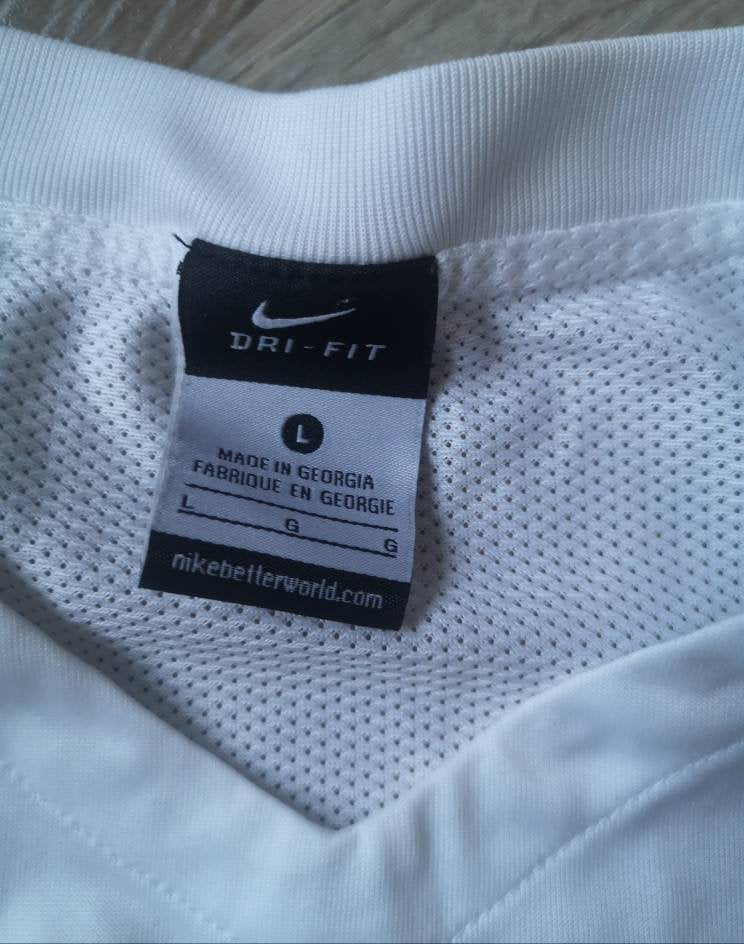 DRI-FIT
L
MADE IN GEORGIA
FABRIQUE EN GEORGIE
L
G
G
nikebetterworld.com